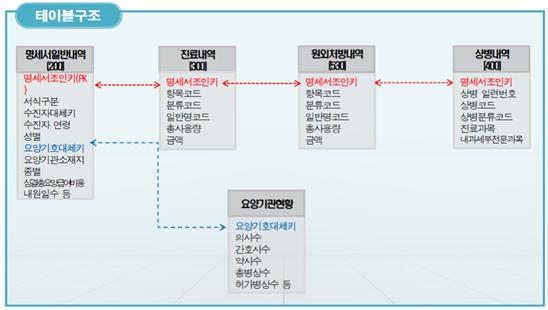 테이블구조
명세서일반내역
[200]
명세서조인키(PK
)
서식구분
수진자대체키
수진자 연령
성별
요양기호대체키
요양기관소재지
종별
심결총요양급여비용
내원일수 등
진료내역
[300]
명세서조인키
항목코드
분류코드
일반명코드
총사용량
금액
원외처방내역
[530]
명세서조인키
항목코드
분류코드
일반명코드
총사용량
금액
상병내역
[400]
명세서조인키
상병 일련번호
상병코드
상병분류코드
진료과목
내과세부전문과목
요양기관현황
요양기호대체키
의사수
간호사수
약사수
총병상수
허가병상수 등